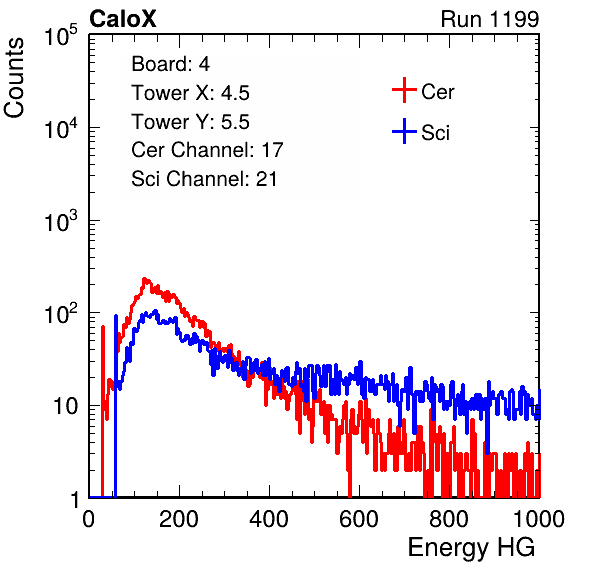 CaloX Run 1199
Counts
Board: 4
Tower X: 4.5
Tower Y: 5.5
Cer Channel: 17
Sci Channel: 21
Cer
Sci
10^5
10^4
10^3
10^2
10
1
0 200 400 600 800 1000
Energy HG